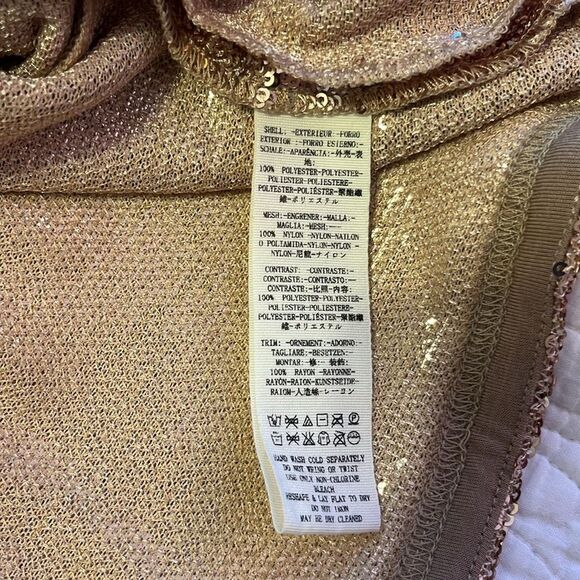 SHELL: -EXTERIEUR -FORRO
EXTERIOR :-FORRO ESTERNO:-
SCHALE:-APARÊNCIA:-外壳-表
地:
100% POLYESTER-POLYESTER-
POLIESTER-POLIESTERE-
POLYESTER-POLIÉSTER-聚酯纖
維-ポリエステル
MESH:-ENGRENER-MALLA:-
MAGLIA:-MESH:-
100% NYLON -NYLON-NAILON
O POLIAMIDA-NYLON-NYLON -
NYLON-尼龍-ナイロン
CONTRAST: -CONTRASTE:-
CONTRASTE:-CONTRASTO:—
CONTRASTE:-比照-内容:
100% POLYESTER-POLYESTER-
POLIESTER-POLIESTERE-
POLYESTER-POLIÉSTER-聚酯纖
維-ポリエステル
TRIM: -ORNEMENT:-ADORNO:-
TAGLIARE:-BESETZEN:-
MONTAR: -修 - 装飾:
100% RAYON -RAYONNE-
RAYÓN-RAION-KUNSTSEIDE-
RAIOM-人造絲-レーヨン
HAND WASH COLD SEPARATELY
DO NOT WRING OR TWIST
USE ONLY NON-CHLORINE
BLEACH
RESHAPE & LAY FLAT TO DRY
DO NOT IRON
MAY BE DRY CLEANED